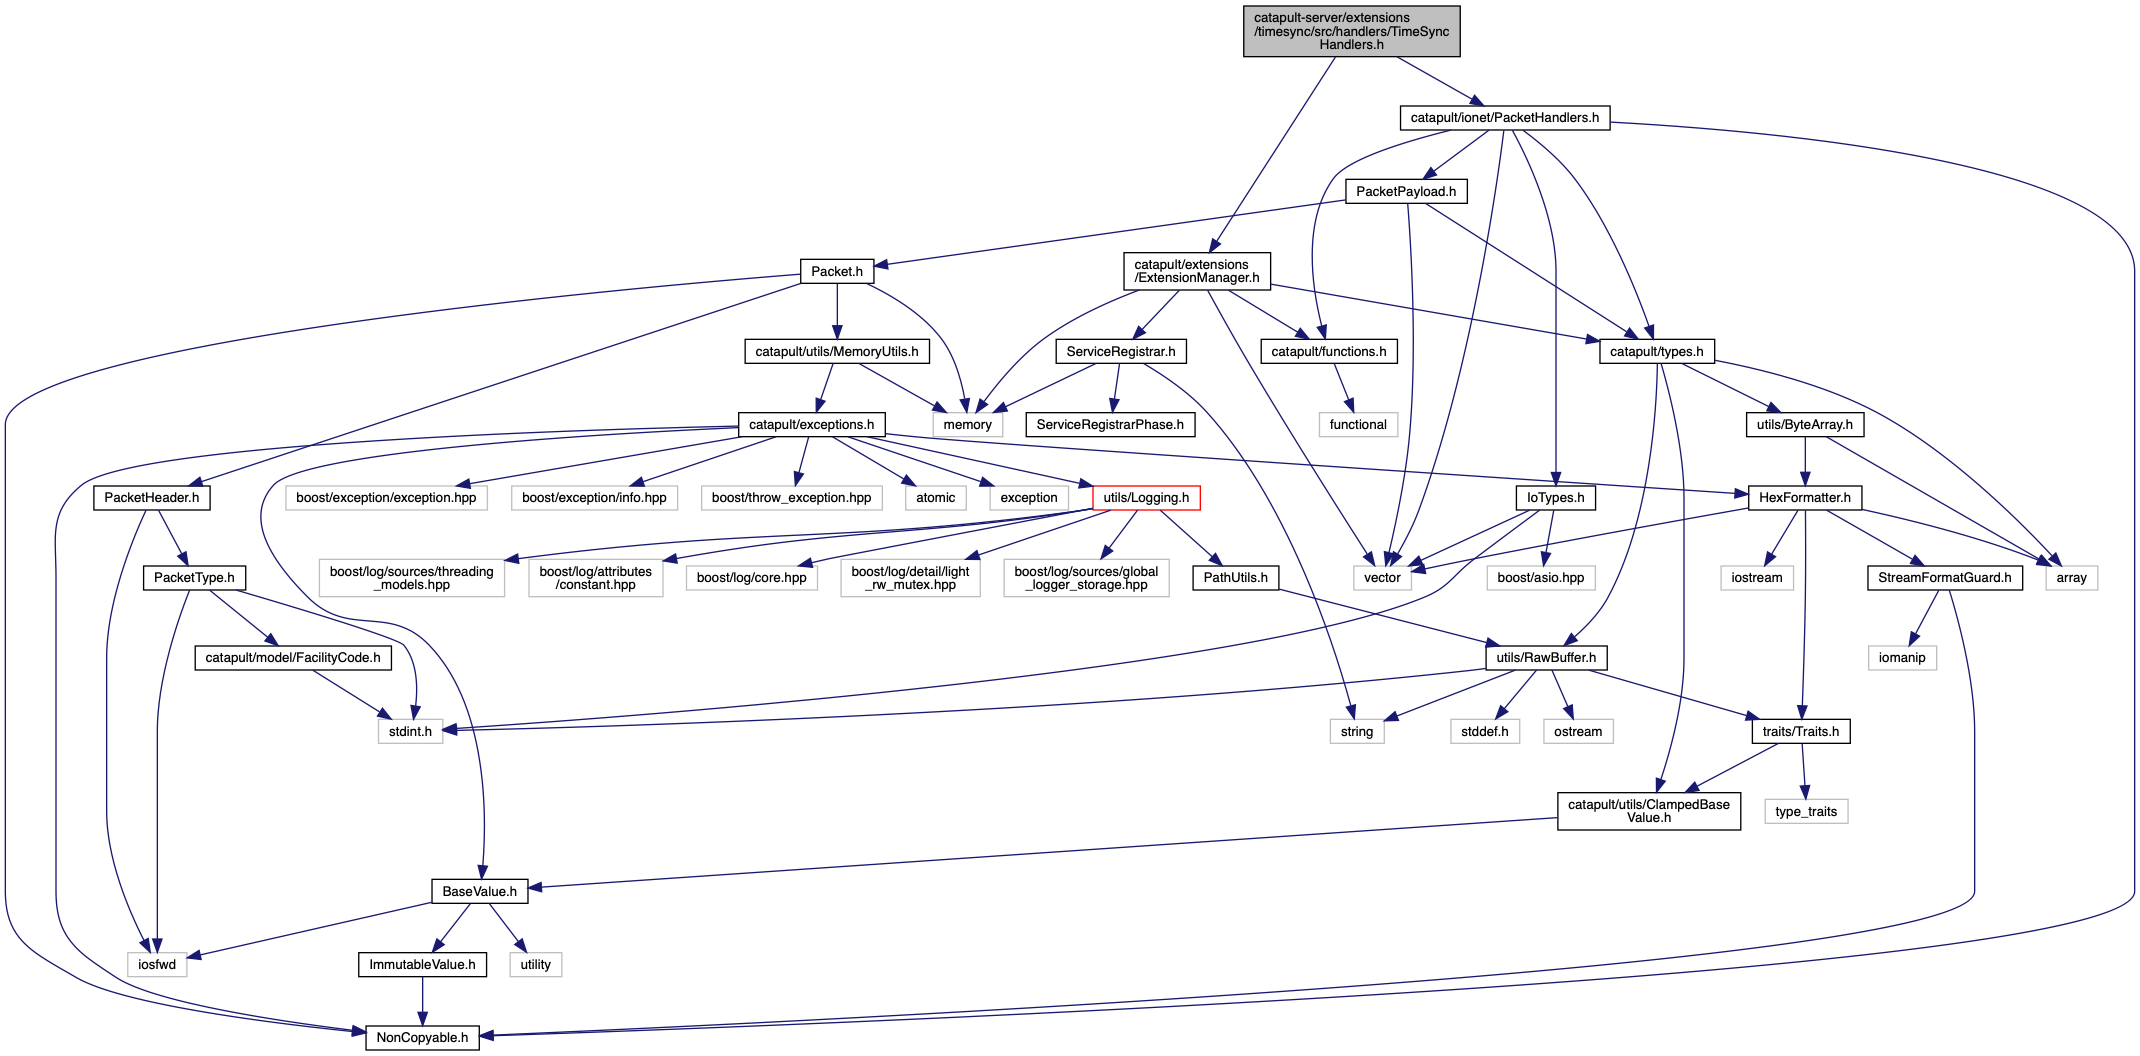 catapult-server/extensions
/timesync/src/handlers/TimeSync
Handlers.h
catapult/ionet/PacketHandlers.h
PacketPayload.h
catapult/extensions
/ExtensionManager.h
Packet.h
catapult/utils/MemoryUtils.h
ServiceRegistrar.h
catapult/functions.h
catapult/types.h
catapult/exceptions.h
memory
ServiceRegistrarPhase.h
functional
utils/ByteArray.h
PacketHeader.h
boost/exception/exception.hpp
boost/exception/info.hpp
boost/throw_exception.hpp
atomic
exception
utils/Logging.h
IoTypes.h
HexFormatter.h
PacketType.h
boost/log/sources/threading
_models.hpp
boost/log/attributes
/constant.hpp
boost/log/core.hpp
boost/log/detail/light
_rw_mutex.hpp
boost/log/sources/global
_logger_storage.hpp
PathUtils.h
vector
boost/asio.hpp
iostream
StreamFormatGuard.h
array
catapult/model/FacilityCode.h
utils/RawBuffer.h
iomanip
stdint.h
string
stddef.h
ostream
traits/Traits.h
catapult/utils/ClampedBase
Value.h
type_traits
BaseValue.h
iosfwd
ImmutableValue.h
utility
NonCopyable.h